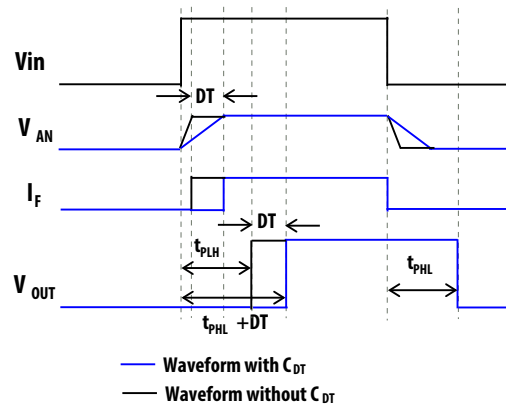 Vin
DT
V AN
I F
DT
t PLH
t PHL
V OUT
t PHL +DT
Waveform with C DT
Waveform without C DT